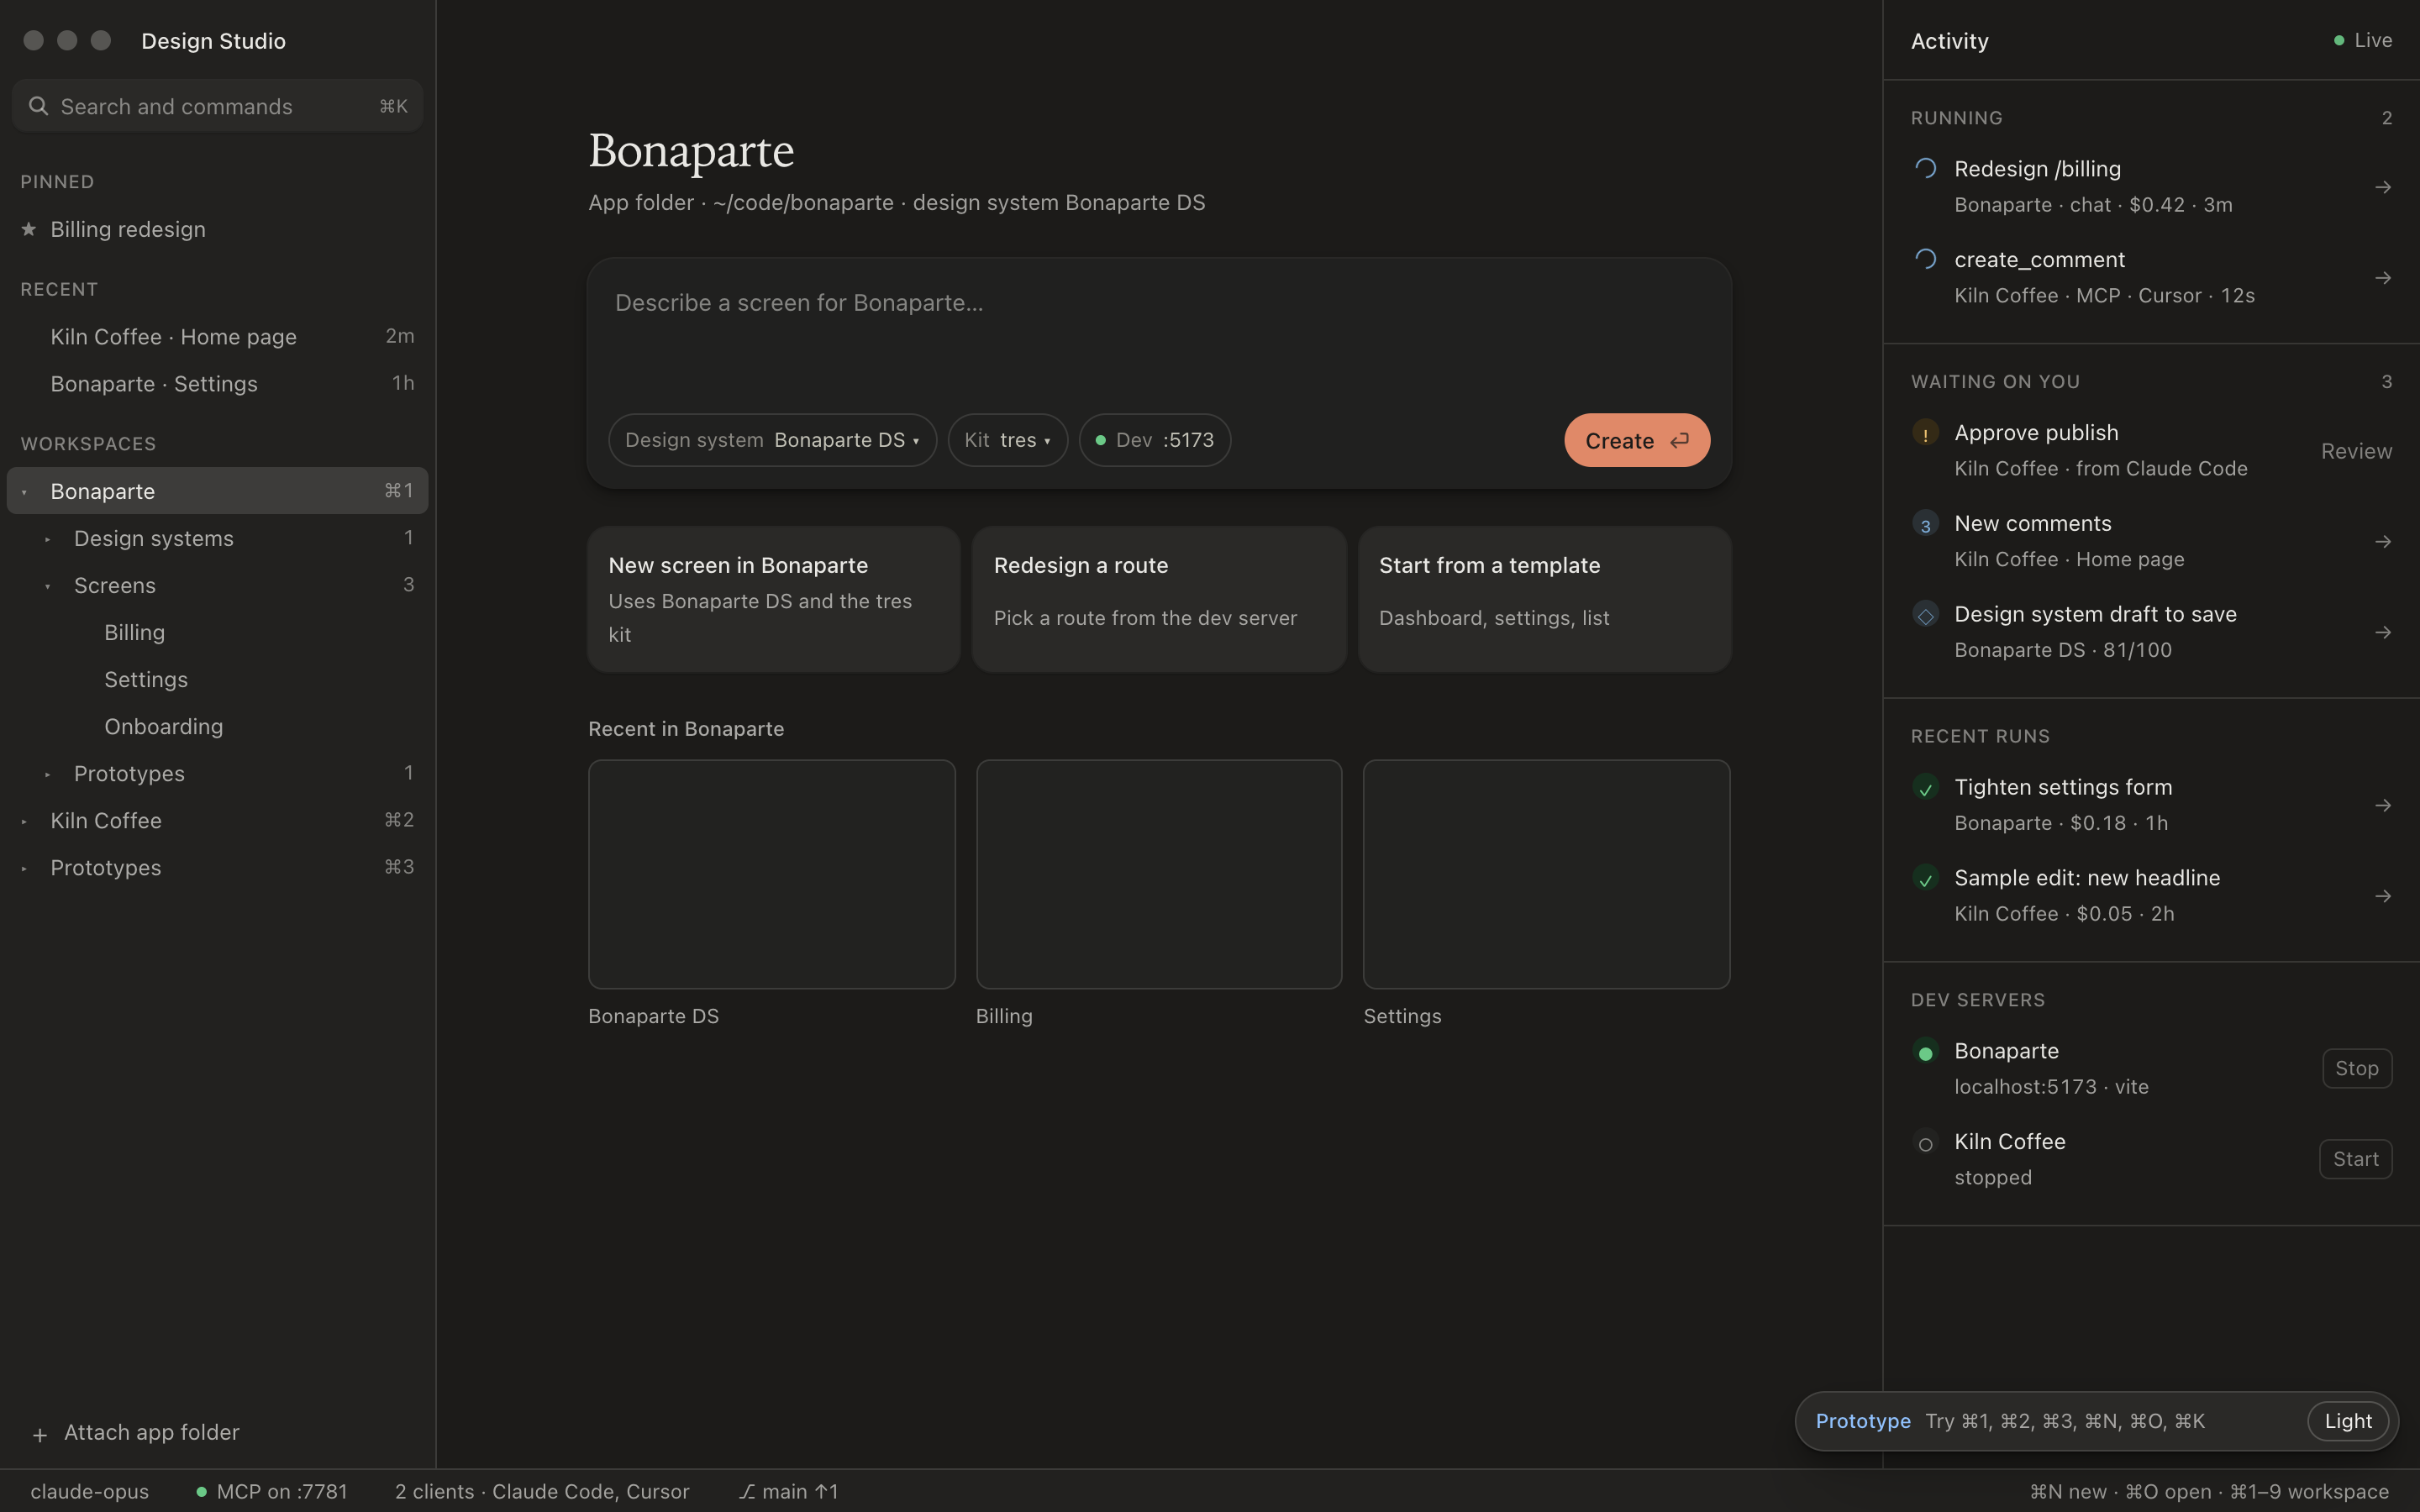 Design Studio
Search and commands ⌘K
PINNED
★ Billing redesign
RECENT
Kiln Coffee · Home page 2m
Bonaparte · Settings 1h
WORKSPACES
▾ Bonaparte ⌘1
▸ Design systems 1
▾ Screens 3
Billing
Settings
Onboarding
▸ Prototypes 1
▸ Kiln Coffee ⌘2
▸ Prototypes ⌘3
+ Attach app folder
Bonaparte
App folder · ~/code/bonaparte · design system Bonaparte DS
Describe a screen for Bonaparte…
Design system Bonaparte DS ▾
Kit tres ▾
Dev :5173
Create
New screen in Bonaparte
Uses Bonaparte DS and the tres
kit
Redesign a route
Pick a route from the dev server
Start from a template
Dashboard, settings, list
Recent in Bonaparte
Bonaparte DS
Billing
Settings
Activity
Live
RUNNING 2
Redesign /billing
Bonaparte · chat · $0.42 · 3m
→
create_comment
Kiln Coffee · MCP · Cursor · 12s
→
WAITING ON YOU 3
! Approve publish
Kiln Coffee · from Claude Code
Review
3 New comments
Kiln Coffee · Home page
→
◇ Design system draft to save
Bonaparte DS · 81/100
→
RECENT RUNS
✓ Tighten settings form
Bonaparte · $0.18 · 1h
→
✓ Sample edit: new headline
Kiln Coffee · $0.05 · 2h
→
DEV SERVERS
● Bonaparte
localhost:5173 · vite
Stop
○ Kiln Coffee
stopped
Start
Prototype Try ⌘1, ⌘2, ⌘3, ⌘N, ⌘O, ⌘K Light
claude-opus
MCP on :7781
2 clients · Claude Code, Cursor
⎇ main ↑1
⌘N new · ⌘O open · ⌘1–9 workspace